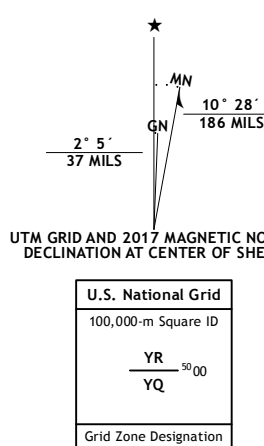 ★
MN
GN
10° 28´
186 MILS
2° 5´
37 MILS
UTM GRID AND 2017 MAGNETIC NO
DECLINATION AT CENTER OF SHE
U.S. National Grid
100,000-m Square ID
YR
5000
YQ
Grid Zone Designation